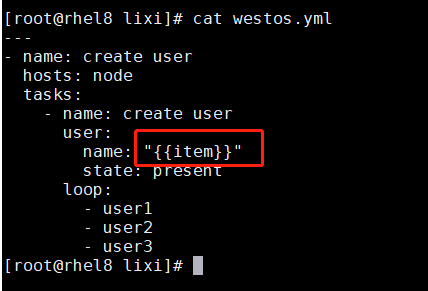 [root@rhel8 lixi]# cat westos.yml
---
- name: create user
  hosts: node
  tasks:
    - name: create user
      user:
        name: "{{item}}"
        state: present
      loop:
        - user1
        - user2
        - user3
[root@rhel8 lixi]#